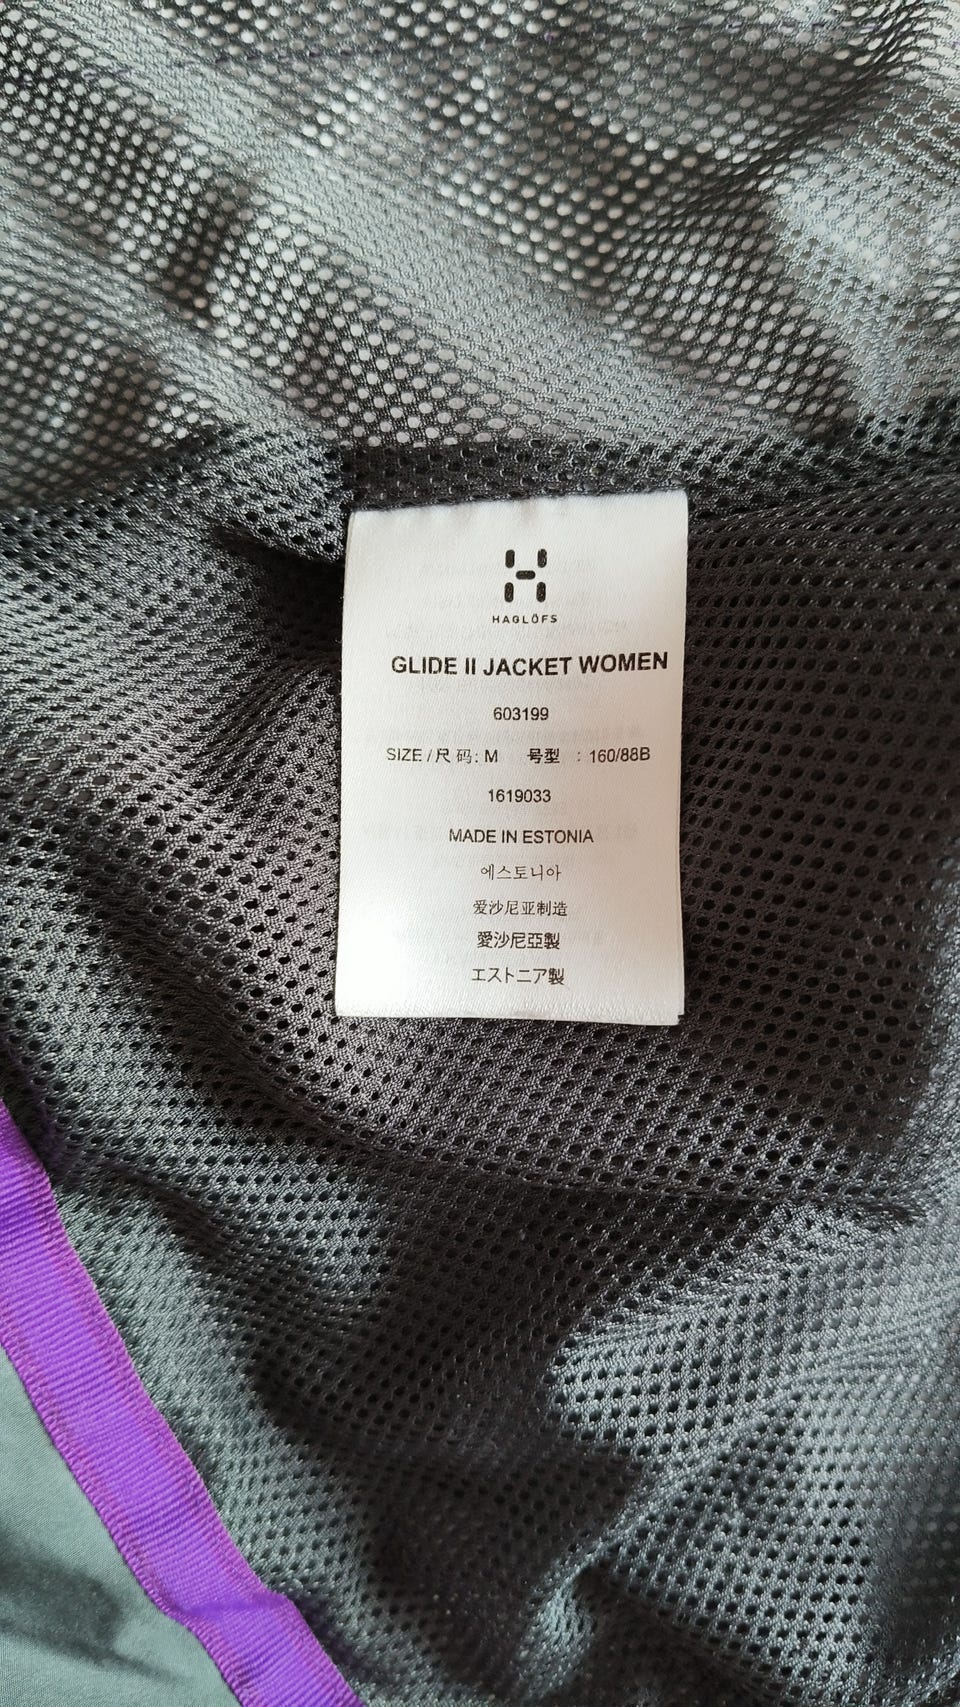 HAGLÖFS
GLIDE II JACKET WOMEN
603199
SIZE / 尺 码: M 号型 : 160/88B
1619033
MADE IN ESTONIA
에스토니아
爱沙尼亚制造
愛沙尼亞製
エストニア製